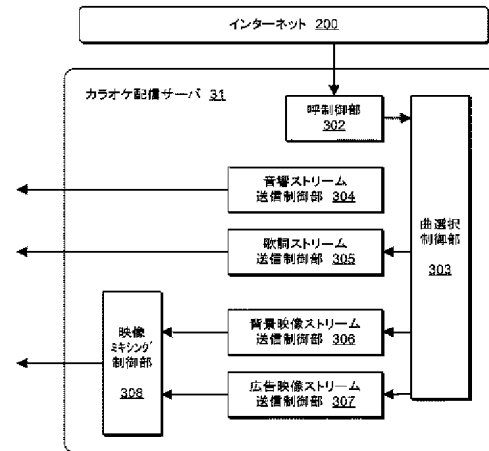 インターネット 200
カラオケ配信サーバ 31
呼制御部
302
音響ストリーム
送信制御部 304
歌詞ストリーム
送信制御部 305
曲選択
制御部
303
背景映像ストリーム
送信制御部 306
映像
ミキシング
制御部
308
広告映像ストリーム
送信制御部 307